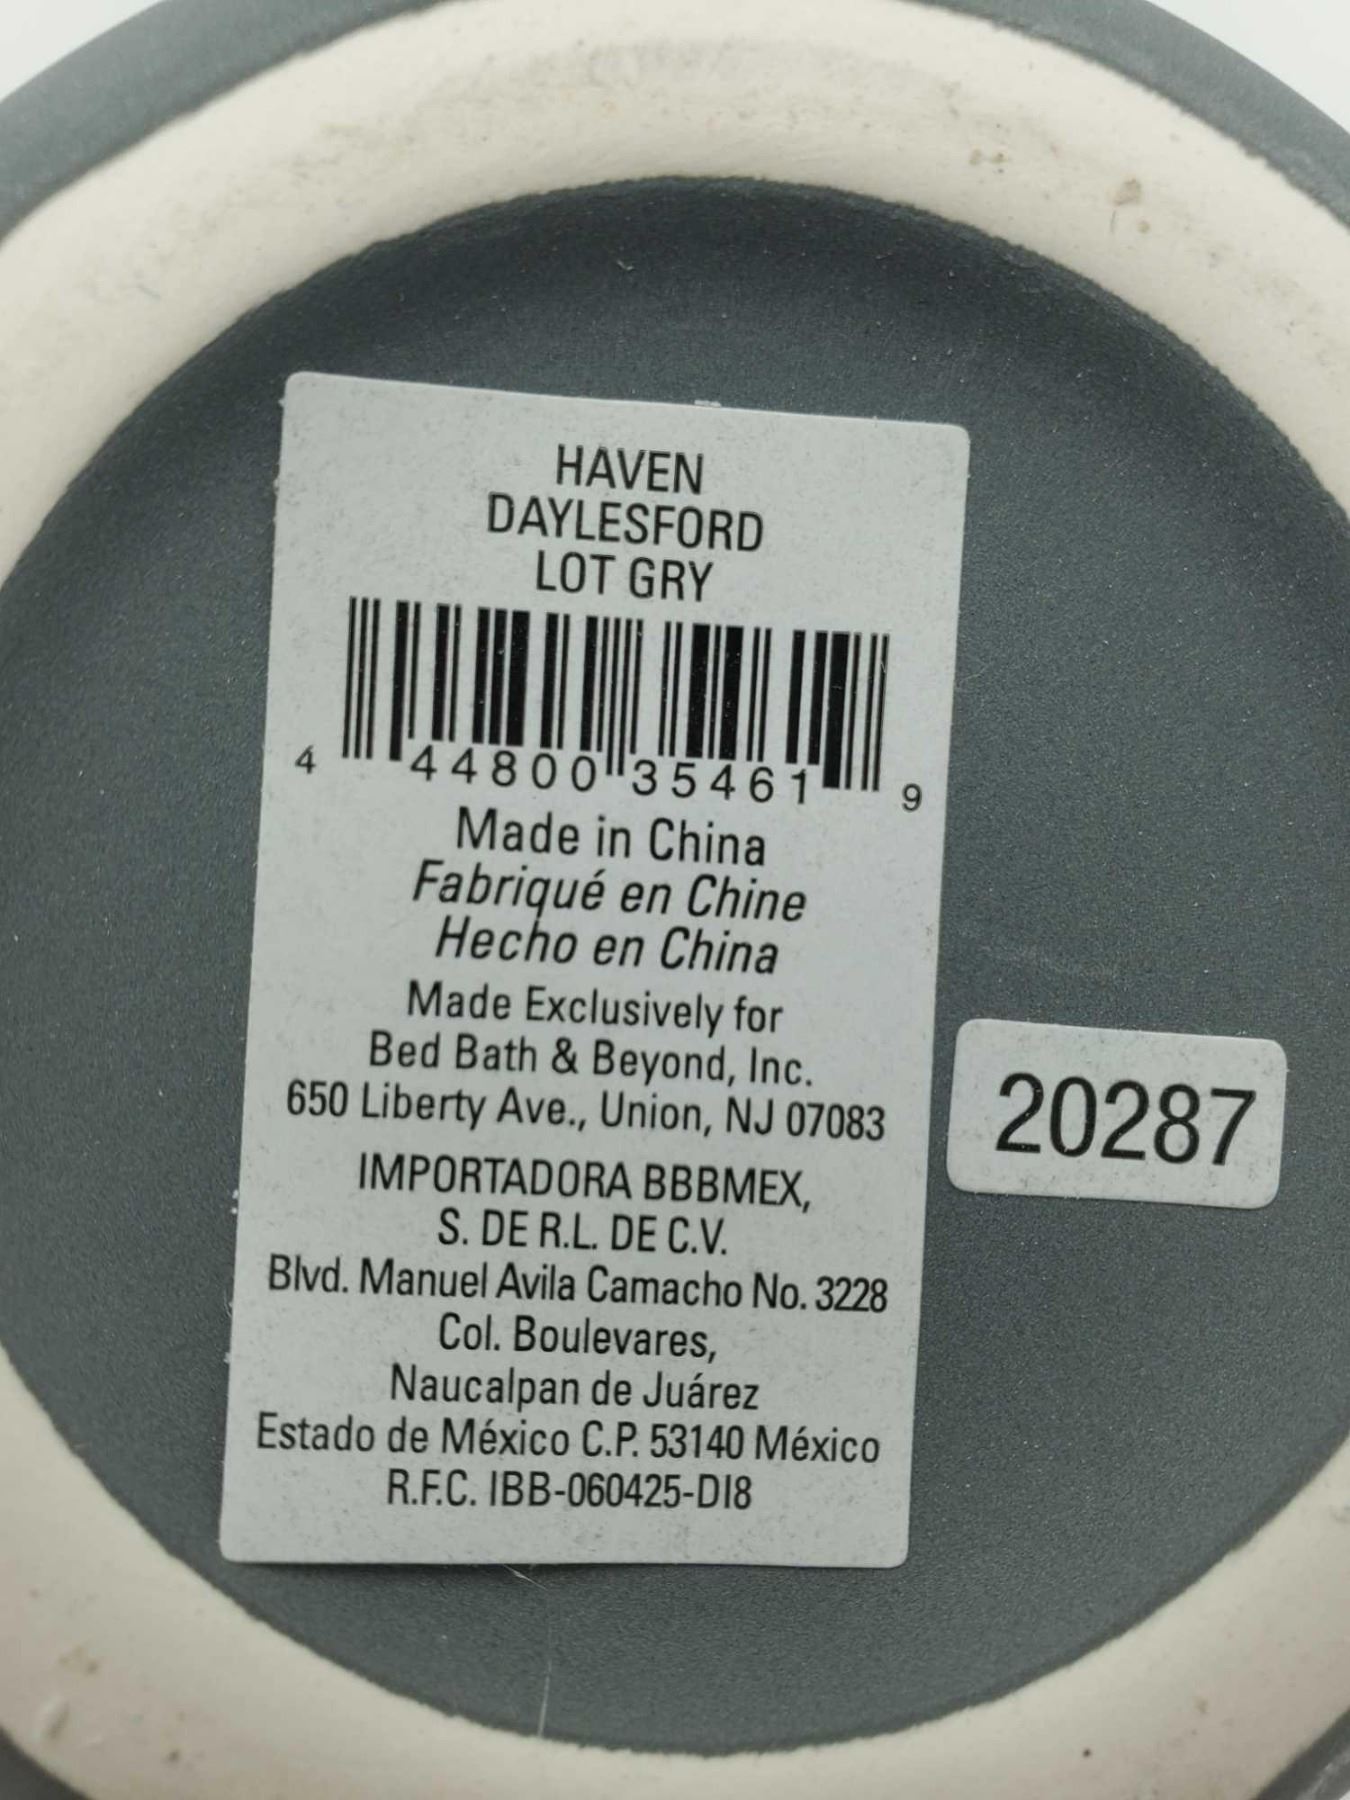 HAVEN
DAYLESFORD
LOT GRY
4 44800 35461 9
Made in China
Fabriqué en Chine
Hecho en China
Made Exclusively for
Bed Bath & Beyond, Inc.
650 Liberty Ave., Union, NJ 07083
IMPORTADORA BBBMEX,
S. DE R.L. DE C.V.
Blvd. Manuel Avila Camacho No. 3228
Col. Boulevares,
Naucalpan de Juárez
Estado de México C.P. 53140 México
R.F.C. IBB-060425-DI8
20287